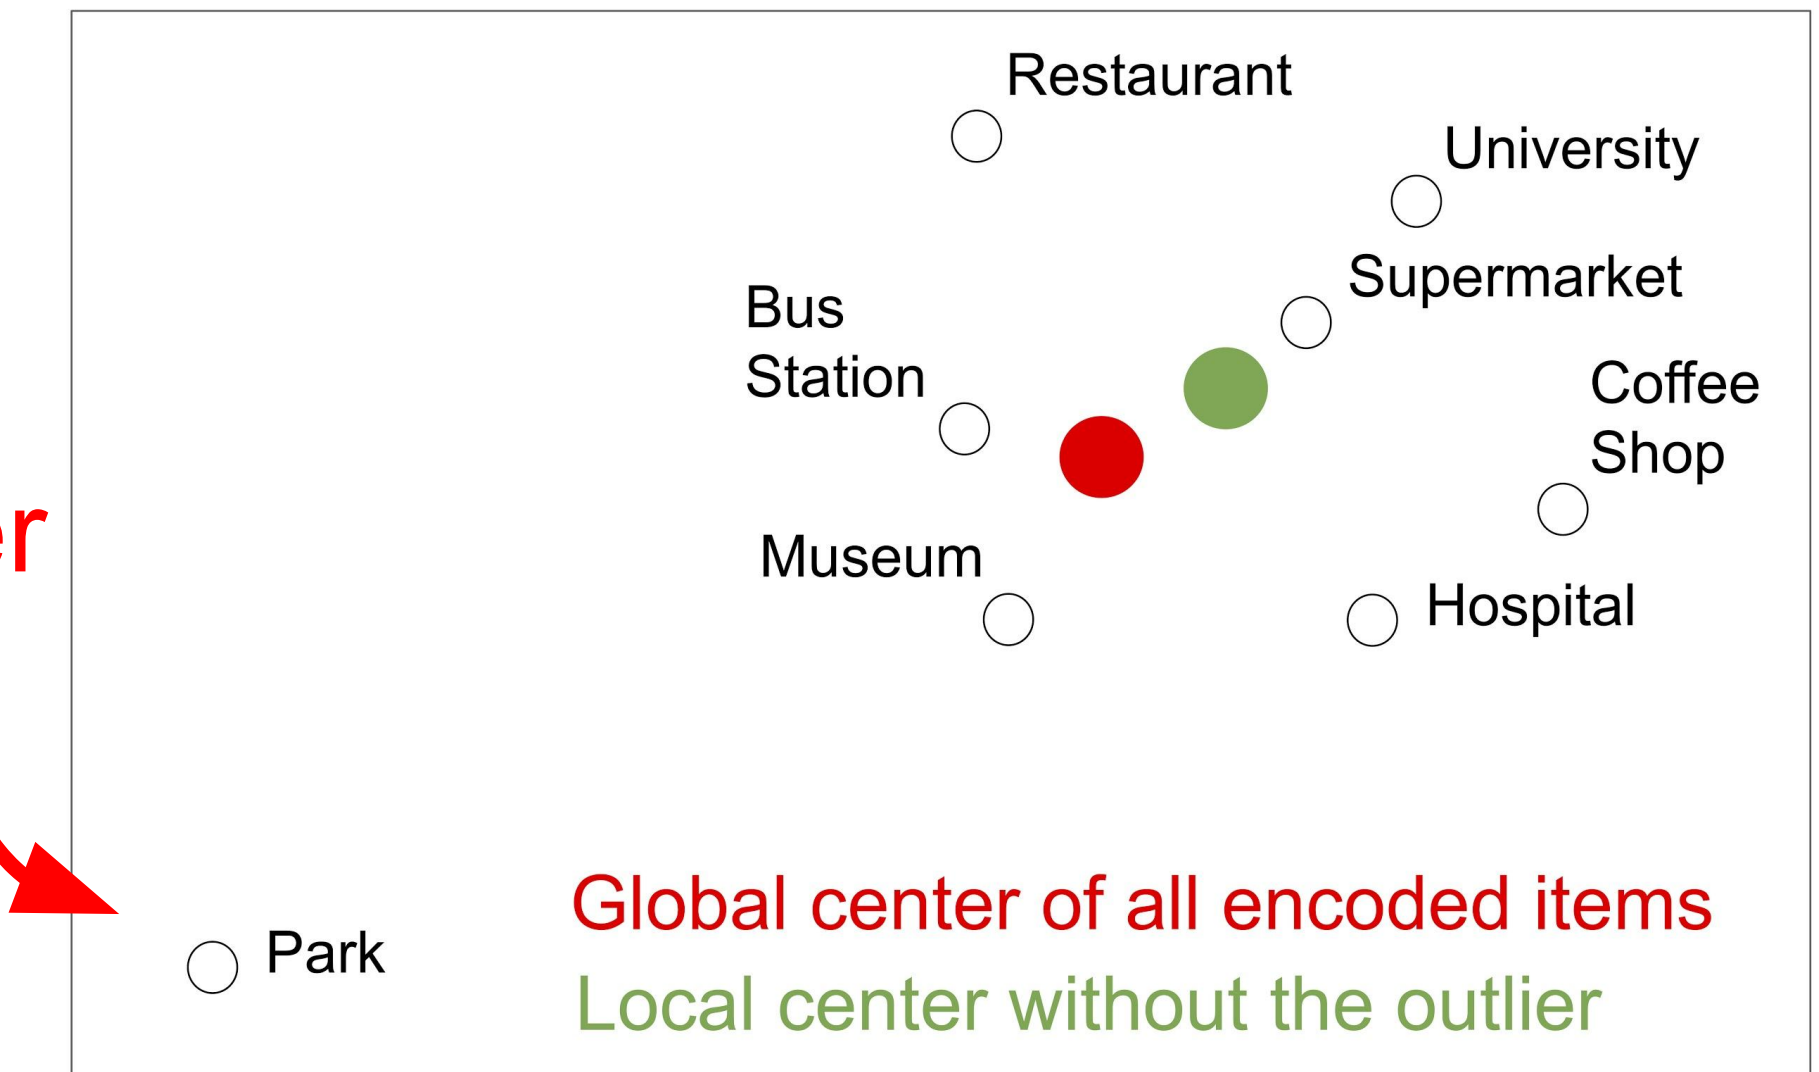 Restaurant
University
Supermarket
Bus
Station
Coffee
Shop
Museum
Hospital
Park
Global center of all encoded items
Local center without the outlier